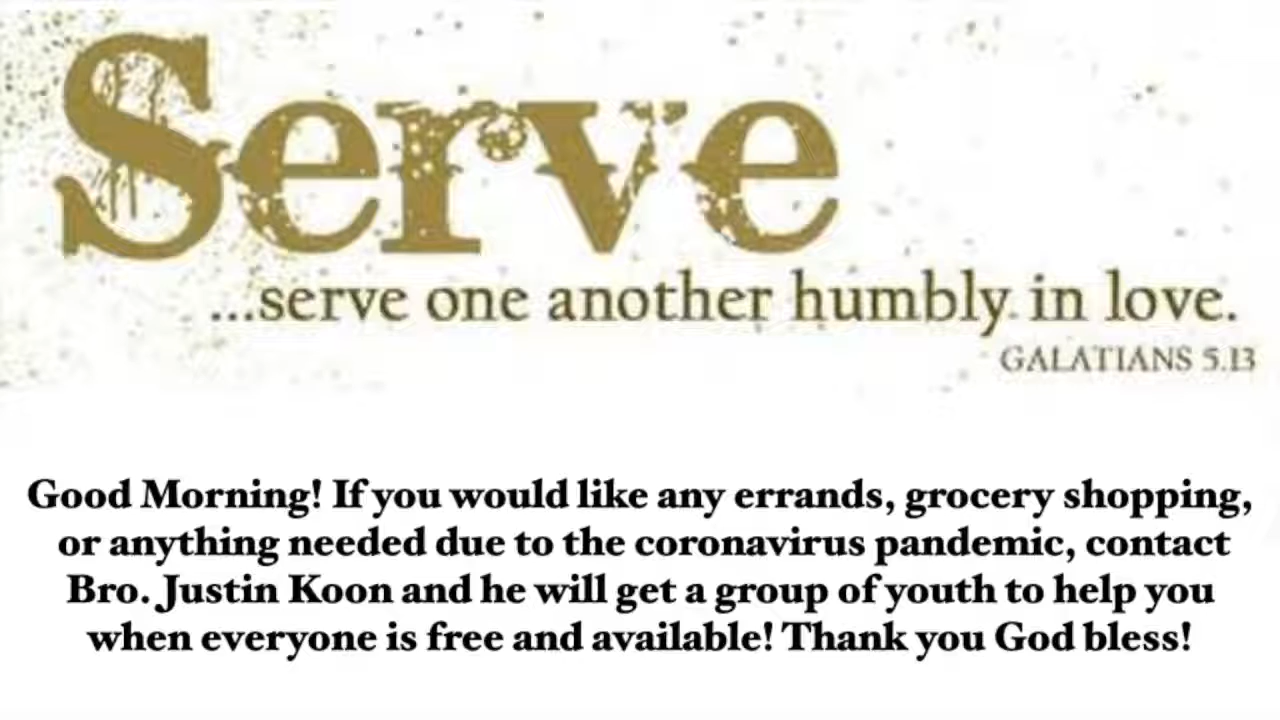 Serve
...serve one another humbly in love.
GALATIANS 5.13
Good Morning! If you would like any errands, grocery shopping,
or anything needed due to the coronavirus pandemic, contact
Bro. Justin Koon and he will get a group of youth to help you
when everyone is free and available! Thank you God bless!